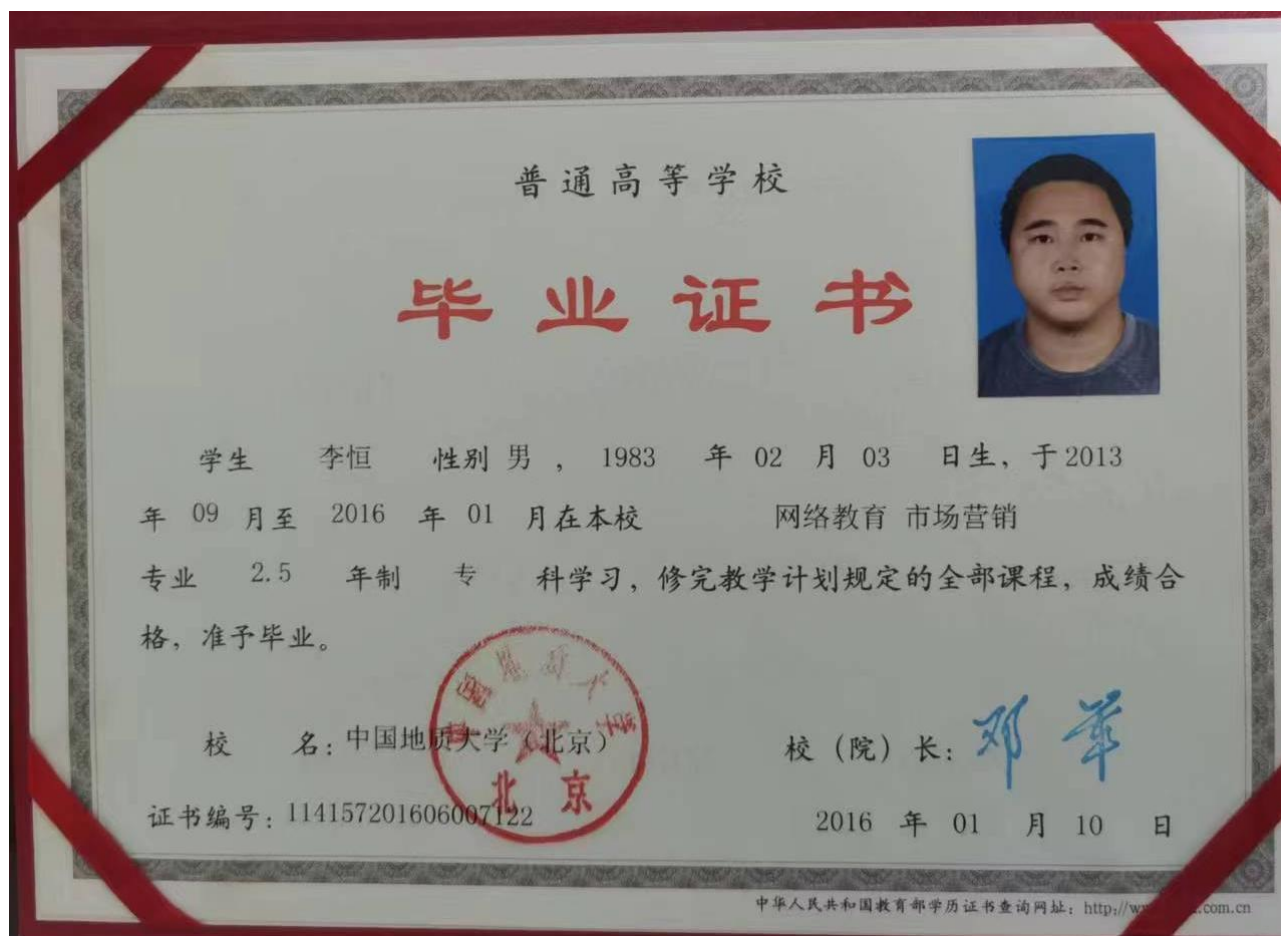 普通高等学校
毕业证书
学生 李恒 性别 男 , 1983 年 02 月 03 日生, 于2013
年 09 月至 2016 年 01 月在本校 网络教育 市场营销
专业 2.5 年制 专 科学习, 修完教学计划规定的全部课程, 成绩合
格, 准予毕业。
校 名: 中国地质大学 (北京)
北京
校 (院) 长: 邓军
证书编号: 114157201606007122
2016 年 01 月 10 日
中华人民共和国教育部学历证书查询网址: http://w .com.cn